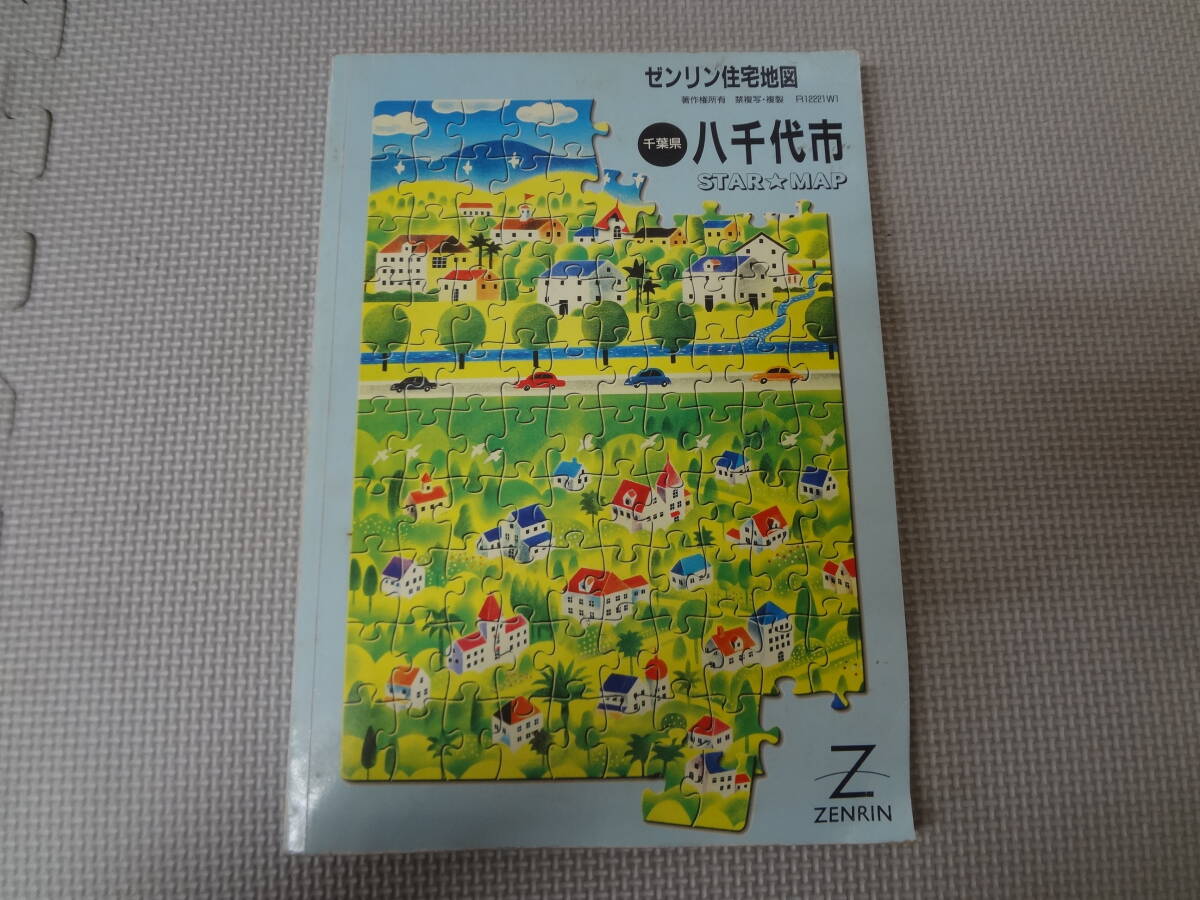 ゼンリン住宅地図
著作権所有 禁複写・複製 R12221W1
千葉県 八千代市
STAR☆MAP
Z
ZENRIN